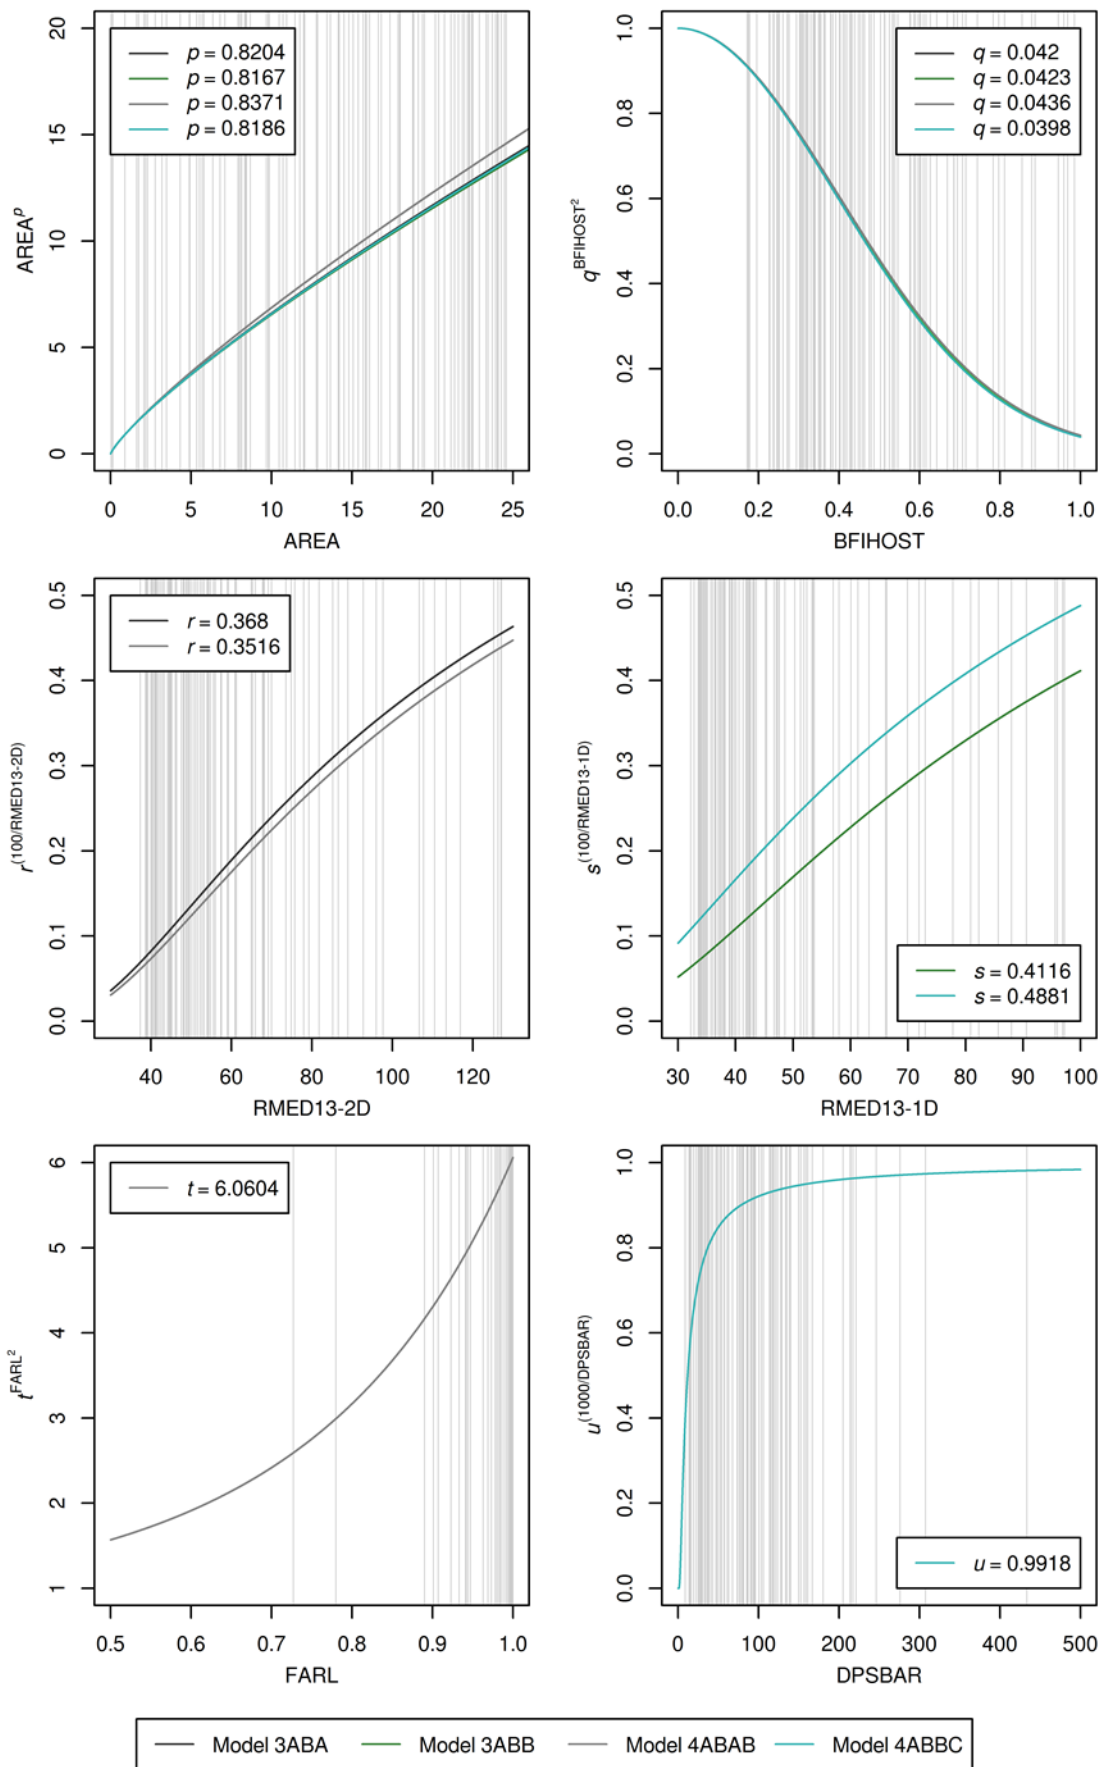 p = 0.8204
p = 0.8167
p = 0.8371
p = 0.8186
0 5 10 15 20
AREA^p
0 5 10 15 20 25
AREA
q = 0.042
q = 0.0423
q = 0.0436
q = 0.0398
0.0 0.2 0.4 0.6 0.8 1.0
q^BFIHOST²
0.0 0.2 0.4 0.6 0.8 1.0
BFIHOST
r = 0.368
r = 0.3516
0.0 0.1 0.2 0.3 0.4 0.5
r^(100/RMED13-2D)
40 60 80 100 120
RMED13-2D
s = 0.4116
s = 0.4881
0.0 0.1 0.2 0.3 0.4 0.5
s^(100/RMED13-1D)
30 40 50 60 70 80 90 100
RMED13-1D
t = 6.0604
1 2 3 4 5 6
t^FARL²
0.5 0.6 0.7 0.8 0.9 1.0
FARL
u = 0.9918
0.0 0.2 0.4 0.6 0.8 1.0
u^(1000/DPSBAR)
0 100 200 300 400 500
DPSBAR
Model 3ABA Model 3ABB Model 4ABAB Model 4ABBC